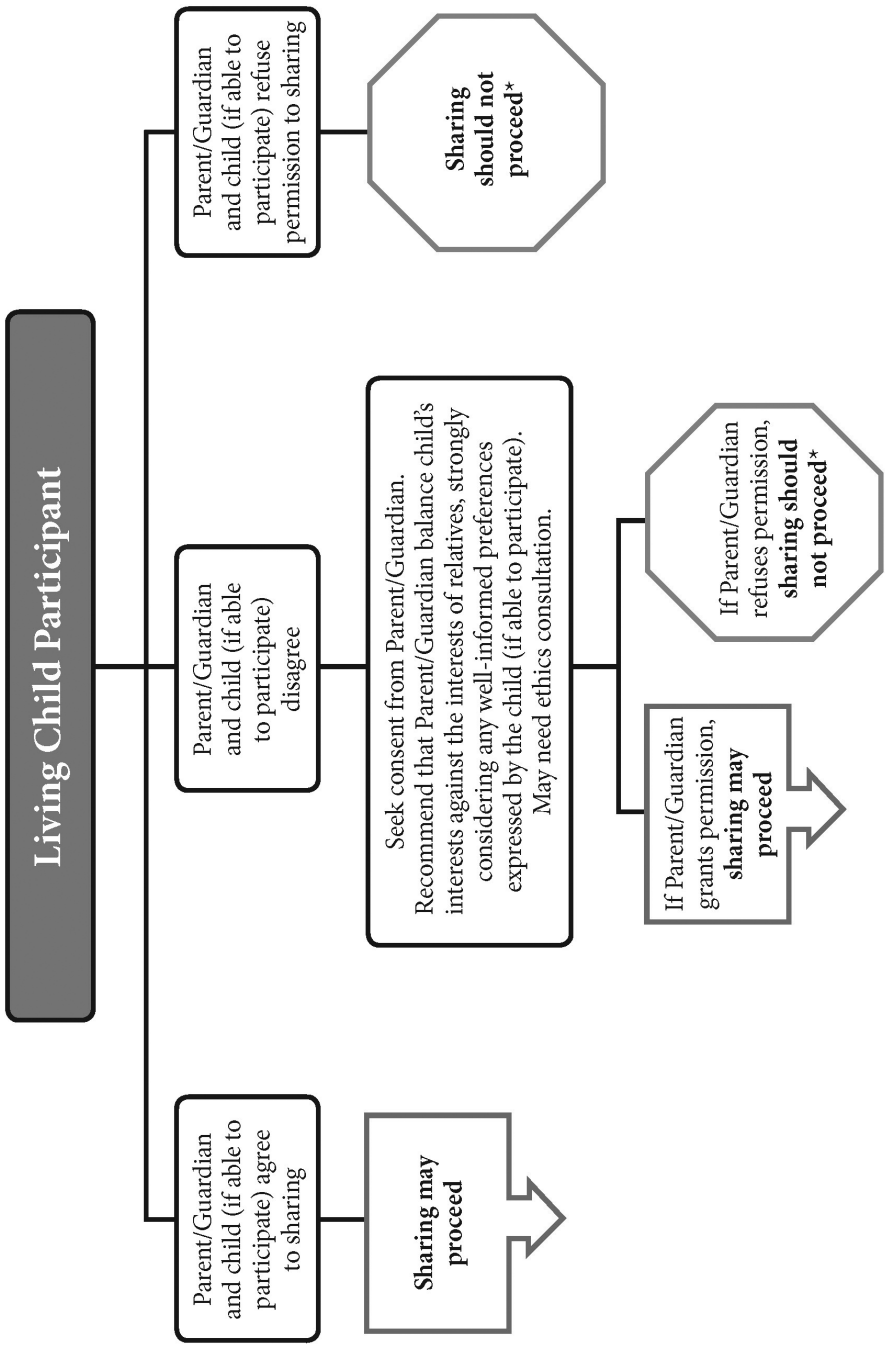 Living Child Participant
Parent/Guardian
and child (if able to
participate) agree
to sharing
Sharing may
proceed
Parent/Guardian
and child (if able
to participate)
disagree
Seek consent from Parent/Guardian.
Recommend that Parent/Guardian balance child’s
interests against the interests of relatives, strongly
considering any well-informed preferences
expressed by the child (if able to participate).
May need ethics consultation.
If Parent/Guardian
grants permission,
sharing may
proceed
If Parent/Guardian
refuses permission,
sharing should
not proceed*
Parent/Guardian
and child (if able to
participate) refuse
permission to sharing
Sharing
should not
proceed*